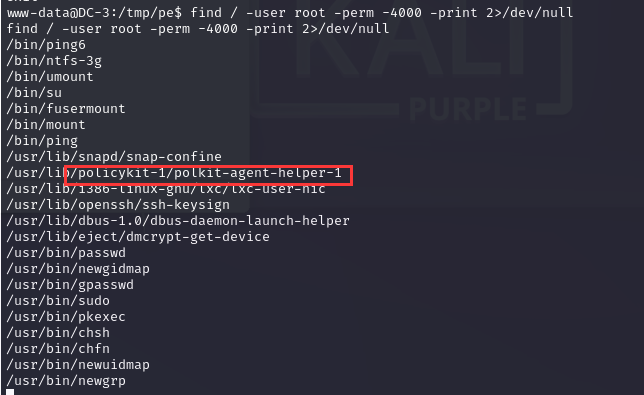 www-data@DC-3:/tmp/pe$ find / -user root -perm -4000 -print 2>/dev/null
find / -user root -perm -4000 -print 2>/dev/null
/bin/ping6
/bin/ntfs-3g
/bin/umount
/bin/su
/bin/fusermount
/bin/mount
/bin/ping
/usr/lib/snapd/snap-confine
/usr/lib/policykit-1/polkit-agent-helper-1
/usr/lib/i386-linux-gnu/lxc/lxc-user-nic
/usr/lib/openssh/ssh-keysign
/usr/lib/dbus-1.0/dbus-daemon-launch-helper
/usr/lib/eject/dmcrypt-get-device
/usr/bin/passwd
/usr/bin/newgidmap
/usr/bin/gpasswd
/usr/bin/sudo
/usr/bin/pkexec
/usr/bin/chsh
/usr/bin/chfn
/usr/bin/newuidmap
/usr/bin/newgrp
KALI
PURPLE